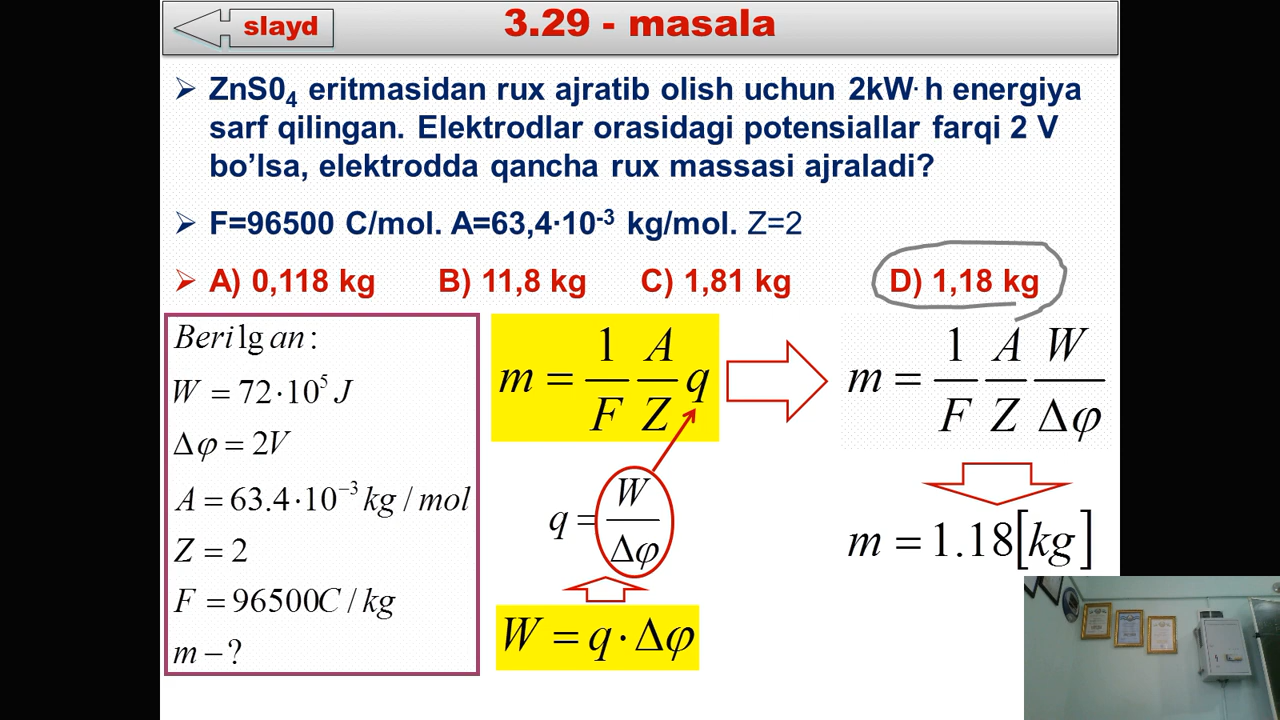 slayd
3.29 - masala
➢ ZnS0₄ eritmasidan rux ajratib olish uchun 2kW· h energiya
sarf qilingan. Elektrodlar orasidagi potensiallar farqi 2 V
bo’lsa, elektrodda qancha rux massasi ajraladi?
➢ F=96500 C/mol. A=63,4·10⁻³ kg/mol. Z=2
➢ A) 0,118 kg B) 11,8 kg C) 1,81 kg D) 1,18 kg
Berilgan:
W = 72·10⁵ J
Δφ = 2V
A = 63.4·10⁻³ kg / mol
Z = 2
F = 96500C / kg
m – ?
m = 1/F A/Z q
q = W/Δφ
W = q · Δφ
m = 1/F A/Z W/Δφ
m = 1.18[kg]